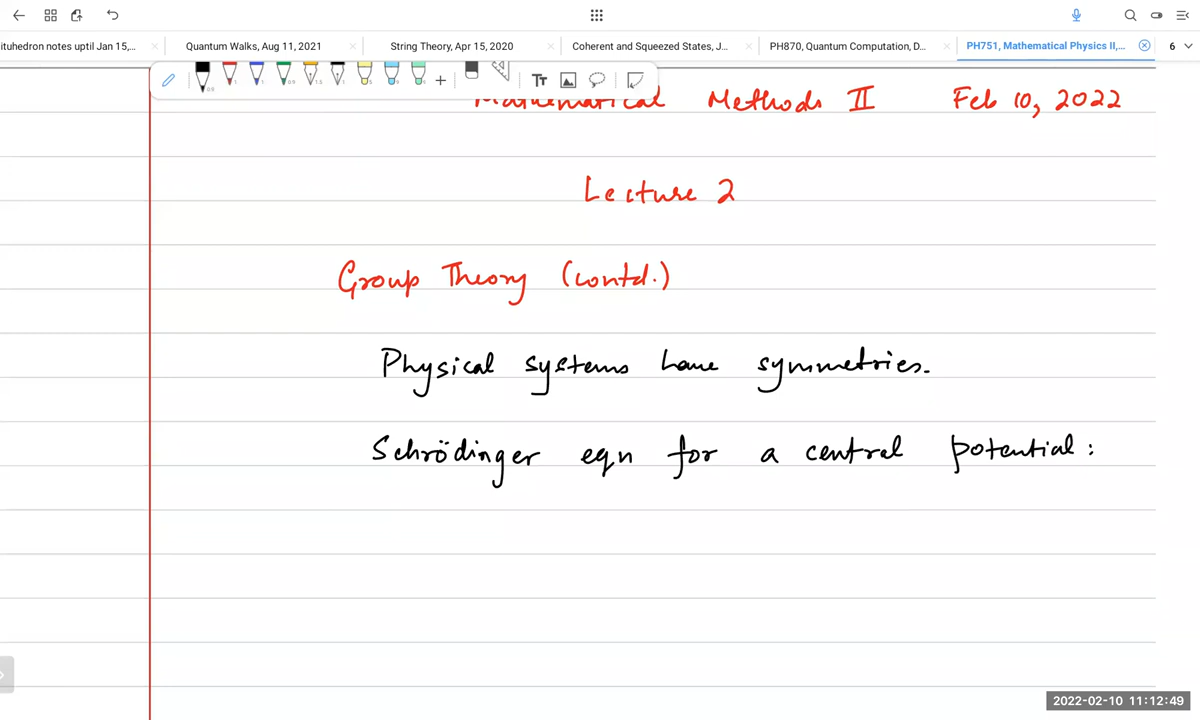 ituhedron notes uptil Jan 15,... Quantum Walks, Aug 11, 2021 String Theory, Apr 15, 2020 Coherent and Squeezed States, J... PH870, Quantum Computation, D... PH751, Mathematical Physics II,... 6
Tт
Mathematical Methods II Feb 10, 2022
Lecture 2
Group Theory (contd.)
Physical systems have symmetries.
Schrödinger eqn for a central potential:
2022-02-10 11:12:49